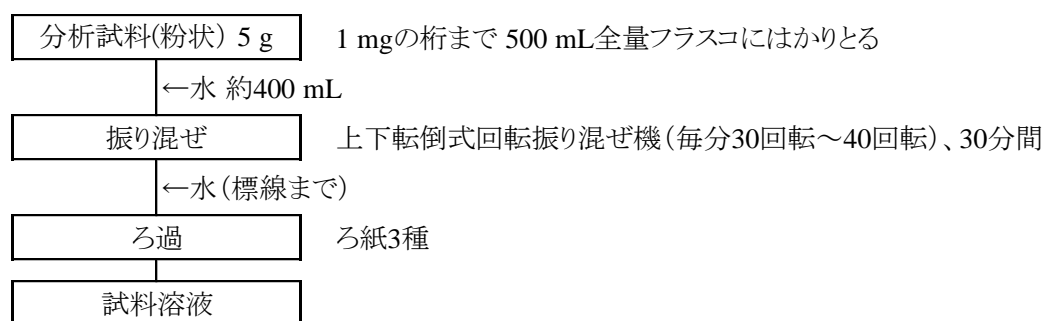 分析試料(粉状) 5 g 1 mgの桁まで 500 mL全量フラスコにはかりとる
←水 約400 mL
振り混ぜ 上下転倒式回転振り混ぜ機(毎分30回転~40回転)、30分間
←水(標線まで)
ろ過 ろ紙3種
試料溶液